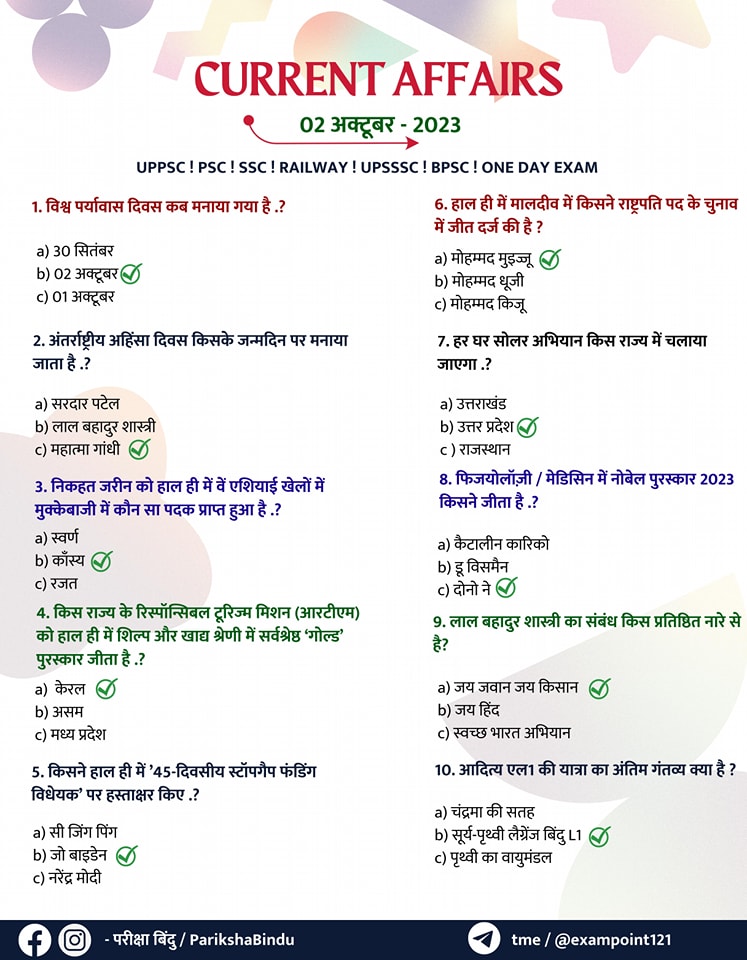 CURRENT AFFAIRS
02 अक्टूबर - 2023
UPPSC ! PSC ! SSC ! RAILWAY ! UPSSSC ! BPSC ! ONE DAY EXAM
1. विश्व पर्यावास दिवस कब मनाया गया है .?
a) 30 सितंबर
b) 02 अक्टूबर
c) 01 अक्टूबर
2. अंतर्राष्ट्रीय अहिंसा दिवस किसके जन्मदिन पर मनाया
जाता है .?
a) सरदार पटेल
b) लाल बहादुर शास्त्री
c) महात्मा गांधी
3. निकहत जरीन को हाल ही में वें एशियाई खेलों में
मुक्केबाजी में कौन सा पदक प्राप्त हुआ है .?
a) स्वर्ण
b) काँस्य
c) रजत
4. किस राज्य के रिस्पॉन्सिबल टूरिज्म मिशन (आरटीएम)
को हाल ही में शिल्प और खाद्य श्रेणी में सर्वश्रेष्ठ ‘गोल्ड’
पुरस्कार जीता है .?
a) केरल
b) असम
c) मध्य प्रदेश
5. किसने हाल ही में ’45-दिवसीय स्टॉपगैप फंडिंग
विधेयक’ पर हस्ताक्षर किए .?
a) सी जिंग पिंग
b) जो बाइडेन
c) नरेंद्र मोदी
6. हाल ही में मालदीव में किसने राष्ट्रपति पद के चुनाव
में जीत दर्ज की है ?
a) मोहम्मद मुइज्जू
b) मोहम्मद धूजी
c) मोहम्मद किजू
7. हर घर सोलर अभियान किस राज्य में चलाया
जाएगा .?
a) उत्तराखंड
b) उत्तर प्रदेश
c ) राजस्थान
8. फिजयोलॉज़ी / मेडिसिन में नोबेल पुरस्कार 2023
किसने जीता है .?
a) कैटालीन कारिको
b) डू विसमैन
c) दोनो ने
9. लाल बहादुर शास्त्री का संबंध किस प्रतिष्ठित नारे से
है?
a) जय जवान जय किसान
b) जय हिंद
c) स्वच्छ भारत अभियान
10. आदित्य एल1 की यात्रा का अंतिम गंतव्य क्या है ?
a) चंद्रमा की सतह
b) सूर्य-पृथ्वी लैग्रेंज बिंदु L1
c) पृथ्वी का वायुमंडल
- परीक्षा बिंदु / ParikshaBindu
tme / @exampoint121